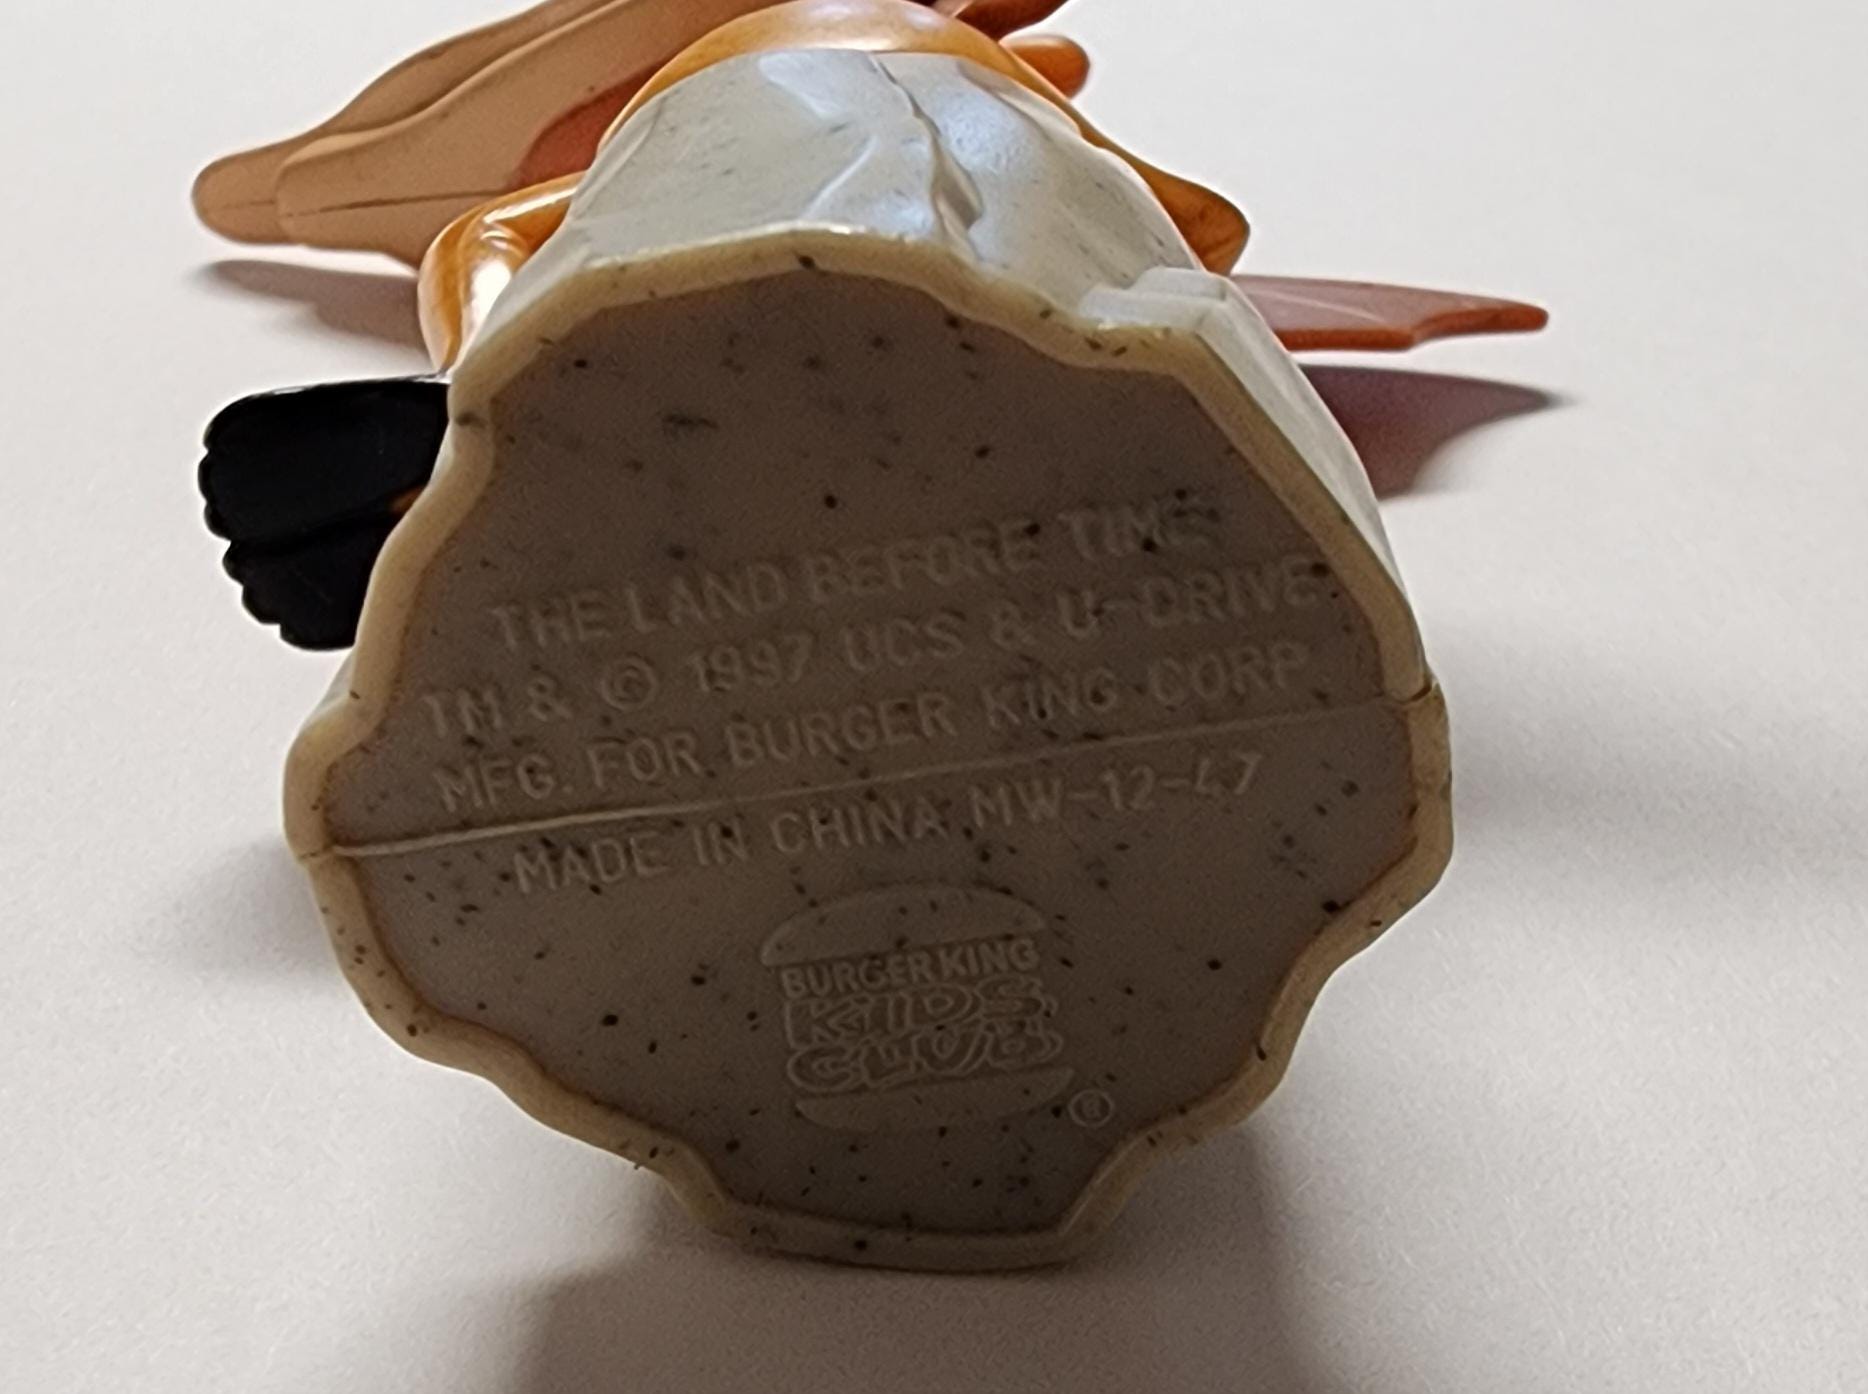 THE LAND BEFORE TIME
TM & © 1997 UCS & U-DRIVE
MFG. FOR BURGER KING CORP
MADE IN CHINA MW-12-47
BURGER KING
KIDS
CLUB
®